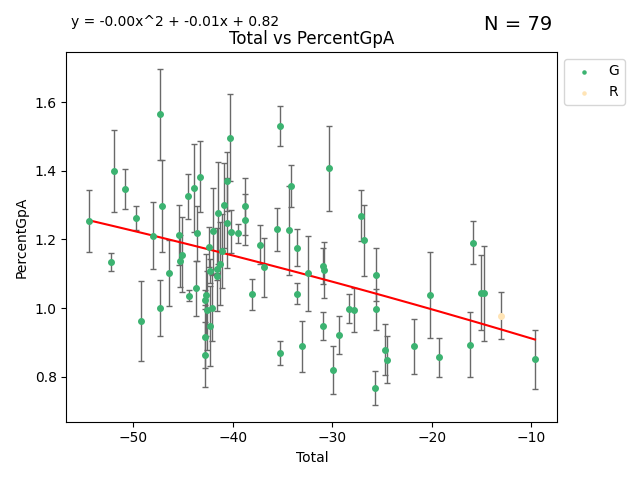 y = -0.00x^2 + -0.01x + 0.82
N = 79
Total vs PercentGpA
G
R
PercentGpA
1.6
1.4
1.2
1.0
0.8
−50
−40
−30
−20
−10
Total